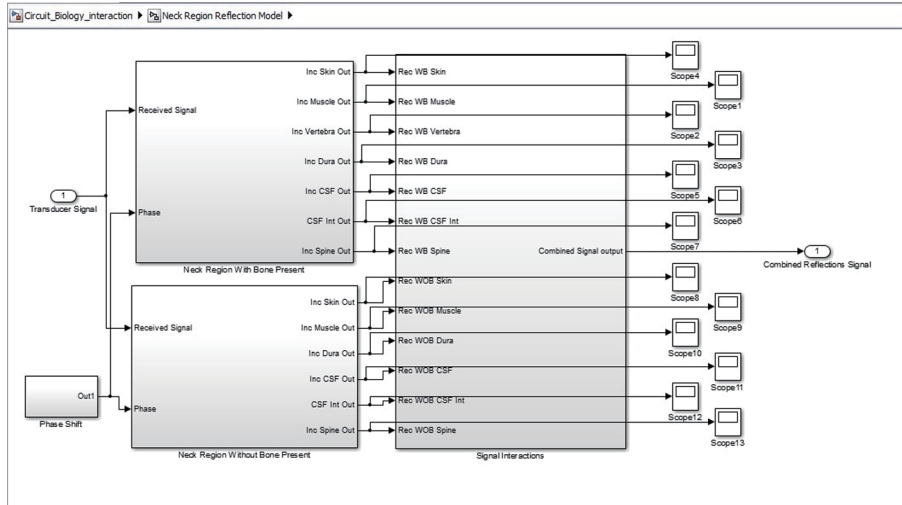 Circuit_Biology_interaction
Neck Region Reflection Model
Inc Skin Out
Rec WB Skin
Scope4
Received Signal
Inc Muscle Out
Rec WB Muscle
Scope1
Inc Vertebra Out
Rec WB Vertebra
Scope2
Inc Dura Out
Rec WB Dura
Scope3
Inc CSF Out
Rec WB CSF
Scope5
1
Transducer Signal
Phase
CSF Int Out
Rec WB CSF Int
Scope6
Inc Spine Out
Rec WB Spine
Scope7
Combined Signal output
1
Combined Reflections Signal
Neck Region With Bone Present
Inc Skin Out
Rec WOB Skin
Scope8
Received Signal
Inc Muscle Out
Rec WOB Muscle
Scope9
Inc Dura Out
Rec WOB Dura
Scope10
Inc CSF Out
Rec WOB CSF
Scope11
Out1
Phase Shift
Phase
CSF Int Out
Rec WOB CSF Int
Scope12
Inc Spine Out
Rec WOB Spine
Scope13
Neck Region Without Bone Present
Signal Interactions